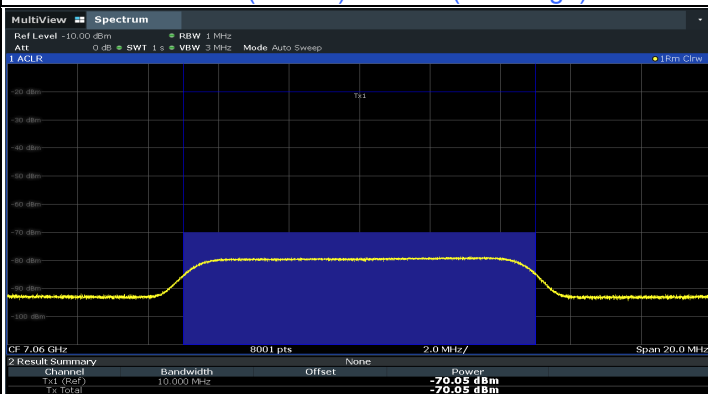 MultiView Spectrum
Ref Level -10.00 dBm RBW 1 MHz
Att 0 dB SWT 1 s VBW 3 MHz Mode Auto Sweep
1 ACLR 1Rm Clrw
-20 dBm
Tx1
-30 dBm
-40 dBm
-50 dBm
-60 dBm
-70 dBm
-80 dBm
-90 dBm
-100 dBm
CF 7.06 GHz 8001 pts 2.0 MHz/ Span 20.0 MHz
2 Result Summary None
Channel Bandwidth Offset Power
Tx1 (Ref) 10.000 MHz -70.05 dBm
Tx Total -70.05 dBm